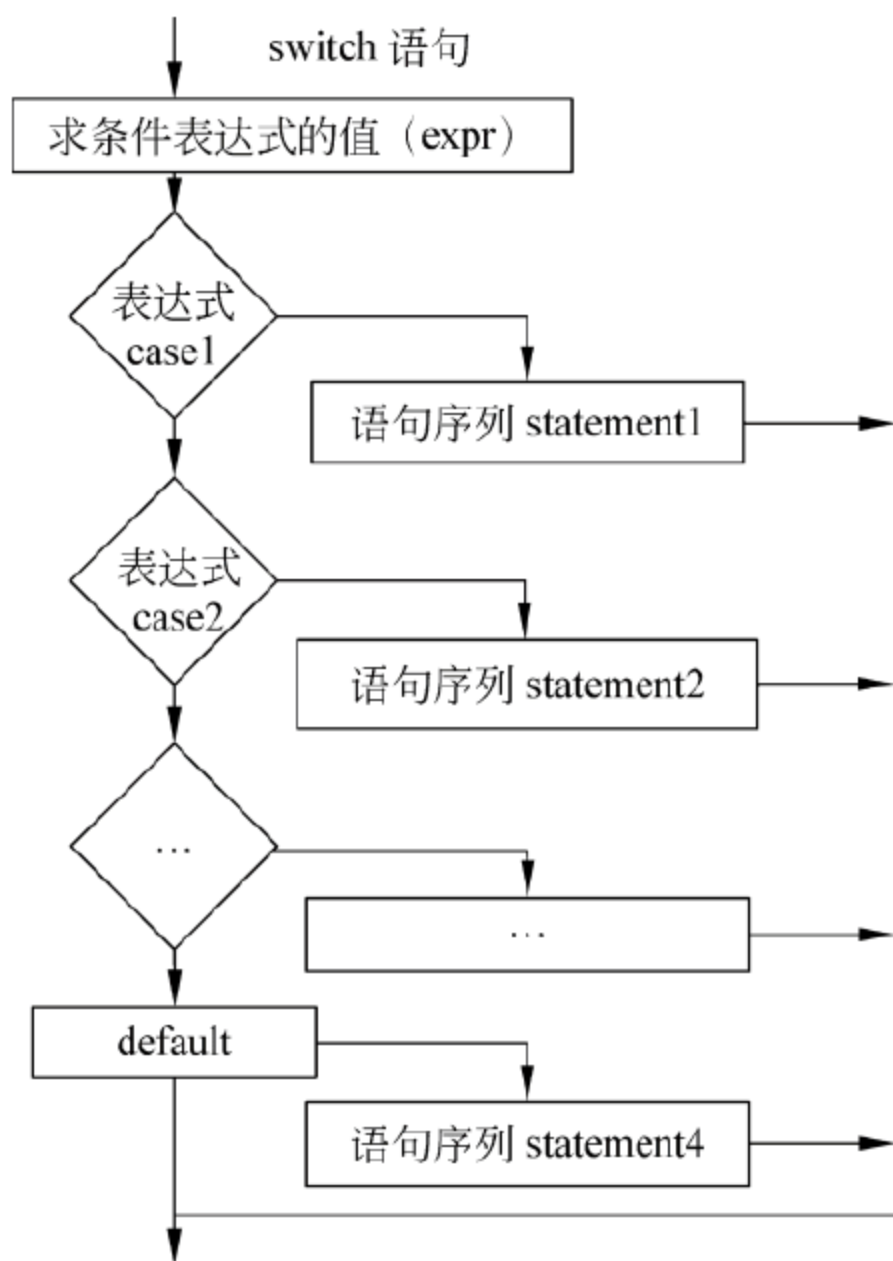 switch 语句
求条件表达式的值（expr）
表达式
case1
语句序列 statement1
表达式
case2
语句序列 statement2
…
…
default
语句序列 statement4